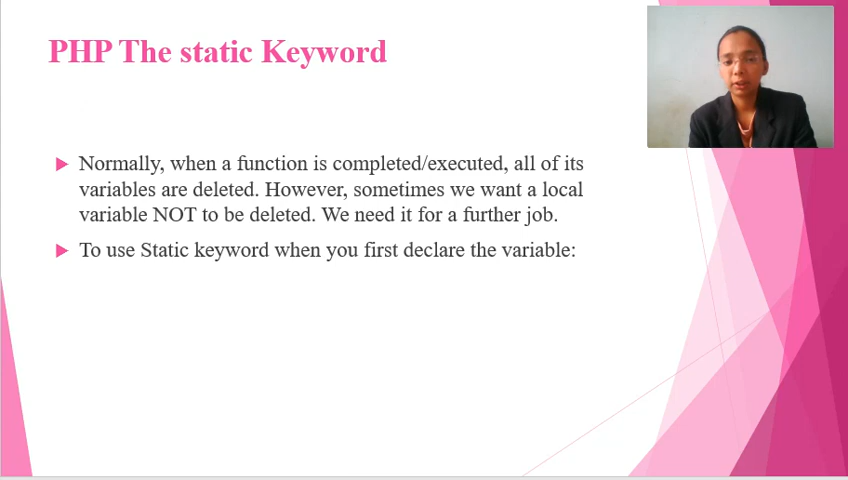 PHP The static Keyword
Normally, when a function is completed/executed, all of its
variables are deleted. However, sometimes we want a local
variable NOT to be deleted. We need it for a further job.
To use Static keyword when you first declare the variable: